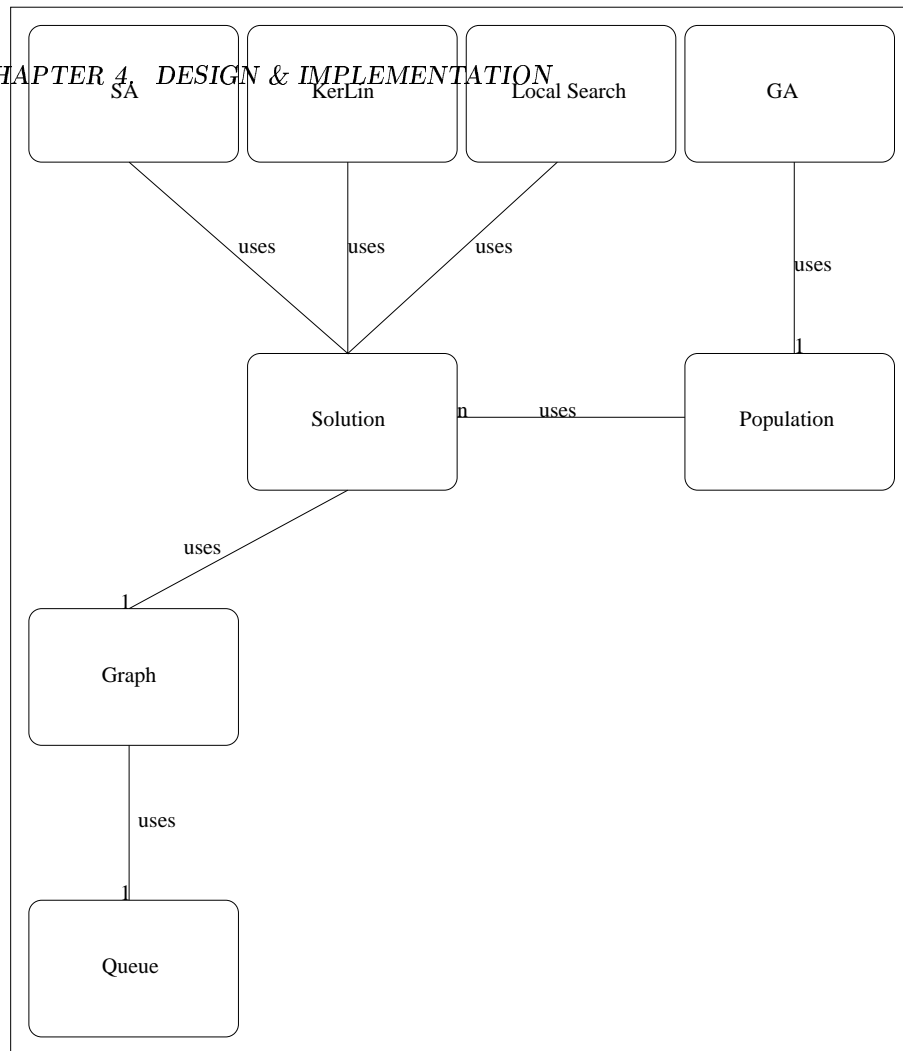 HAPTER 4. DESIGN & IMPLEMENTATION
SA KerLin Local Search GA
uses uses uses uses
1
Solution n uses Population
uses
1
Graph
uses
1
Queue